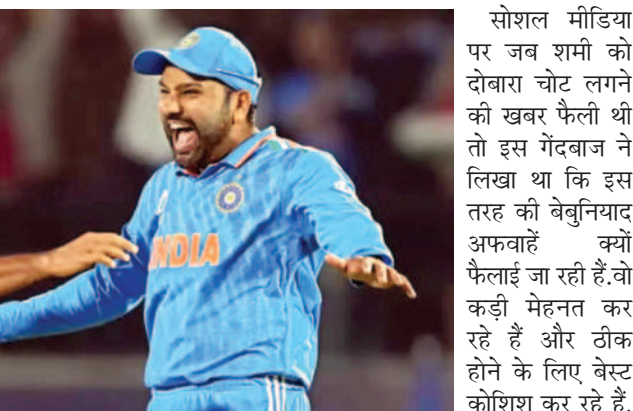 INDIA
सोशल मीडिया
पर जब शमी को
दोबारा चोट लगने
की खबर फैली थी
तो इस गेंदबाज ने
लिखा था कि इस
तरह की बेबुनियाद
अफवाहें क्यों
फैलाई जा रही हैं.वो
कड़ी मेहनत कर
रहे हैं और ठीक
होने के लिए बेस्ट
कोशिश कर रहे हैं.